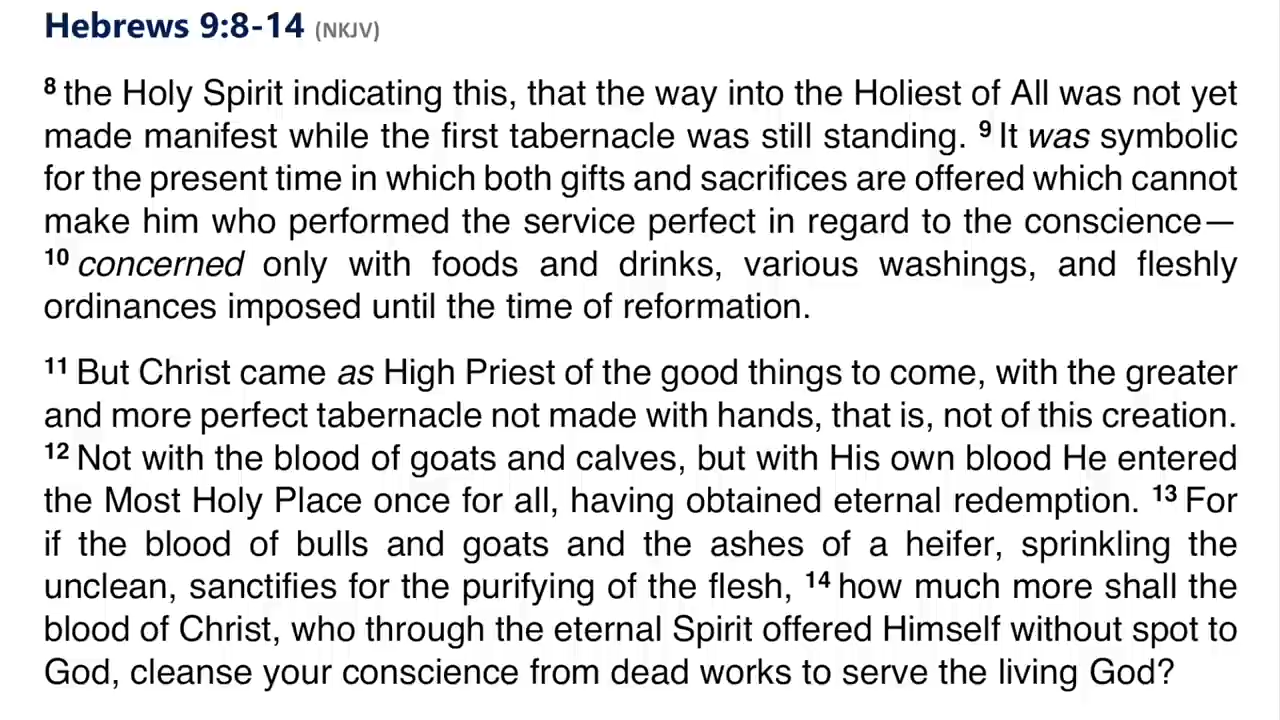 Hebrews 9:8-14 (NKJV)
8 the Holy Spirit indicating this, that the way into the Holiest of All was not yet
made manifest while the first tabernacle was still standing. 9 It was symbolic
for the present time in which both gifts and sacrifices are offered which cannot
make him who performed the service perfect in regard to the conscience—
10 concerned only with foods and drinks, various washings, and fleshly
ordinances imposed until the time of reformation.
11 But Christ came as High Priest of the good things to come, with the greater
and more perfect tabernacle not made with hands, that is, not of this creation.
12 Not with the blood of goats and calves, but with His own blood He entered
the Most Holy Place once for all, having obtained eternal redemption. 13 For
if the blood of bulls and goats and the ashes of a heifer, sprinkling the
unclean, sanctifies for the purifying of the flesh, 14 how much more shall the
blood of Christ, who through the eternal Spirit offered Himself without spot to
God, cleanse your conscience from dead works to serve the living God?